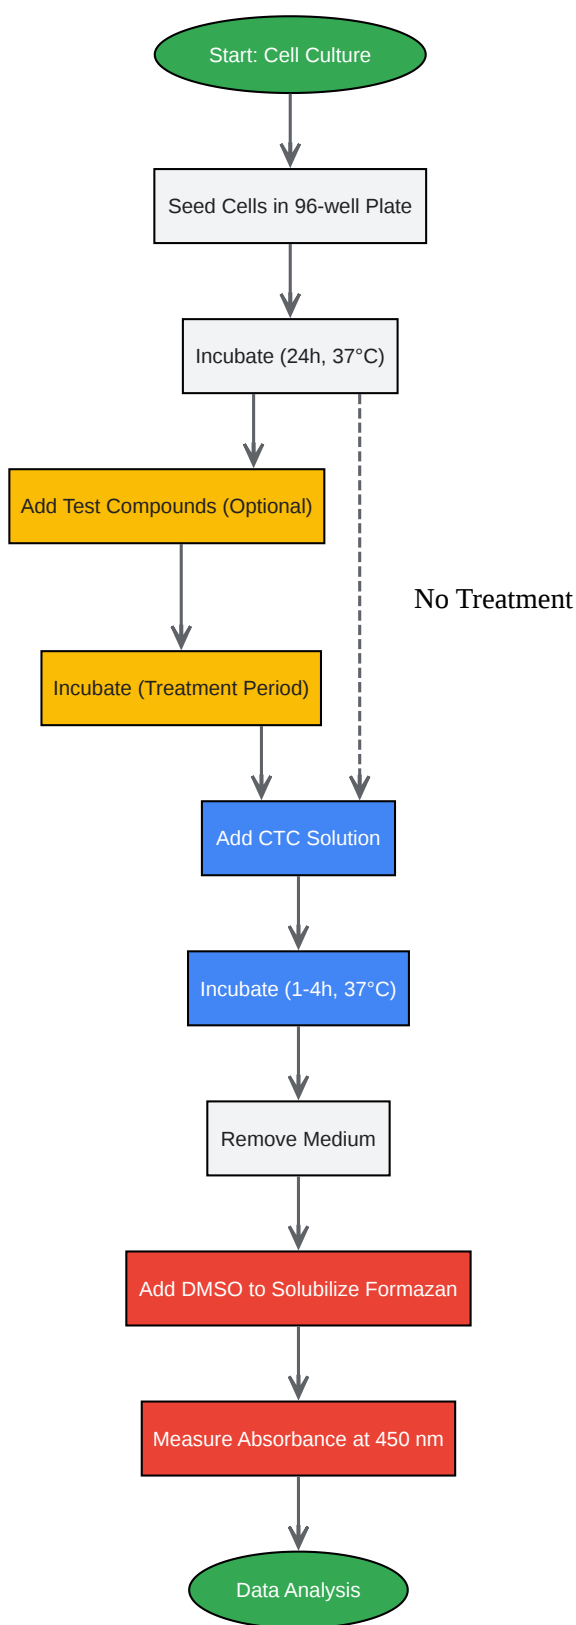 Start: Cell Culture
Seed Cells in 96-well Plate
Incubate (24h, 37°C)
Add Test Compounds (Optional)
No Treatment
Incubate (Treatment Period)
Add CTC Solution
Incubate (1-4h, 37°C)
Remove Medium
Add DMSO to Solubilize Formazan
Measure Absorbance at 450 nm
Data Analysis